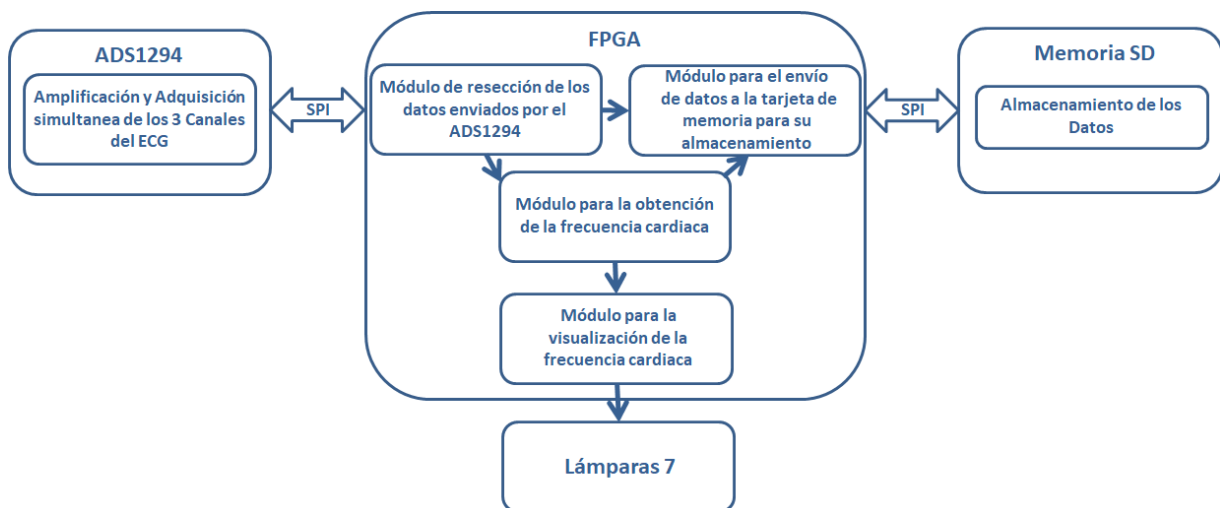 ADS1294
Amplificación y Adquisición
simultanea de los 3 Canales
del ECG
SPI
FPGA
Módulo de resección de los
datos enviados por el
ADS1294
Módulo para el envío
de datos a la tarjeta de
memoria para su
almacenamiento
Módulo para la obtención
de la frecuencia cardiaca
Módulo para la
visualización de la
frecuencia cardiaca
SPI
Memoria SD
Almacenamiento de los
Datos
Lámparas 7